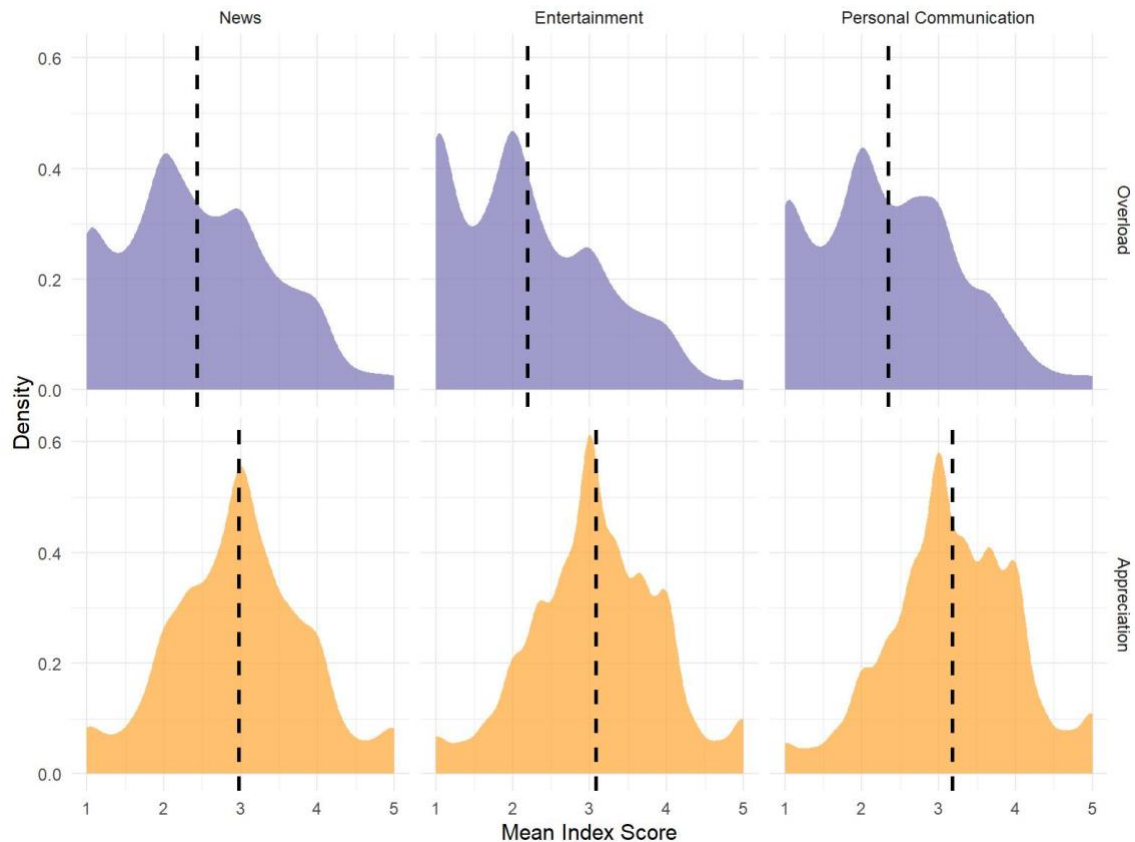 News Entertainment Personal Communication
0.6
0.4
0.2
0.0
Overload
Density
0.6
0.4
0.2
0.0
Appreciation
1 2 3 4 5 1 2 3 4 5 1 2 3 4 5
Mean Index Score